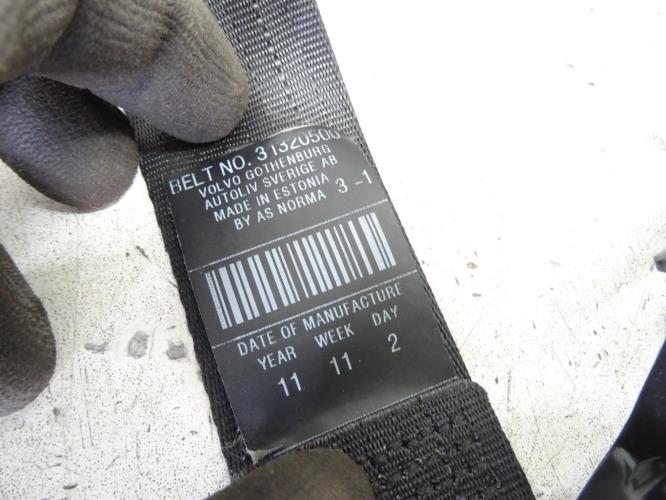 BELT NO. 31320500
VOLVO GOTHENBURG
AUTOLIV SVERIGE AB
MADE IN ESTONIA
BY AS NORMA 3-1
DATE OF MANUFACTURE
YEAR WEEK DAY
11 11 2